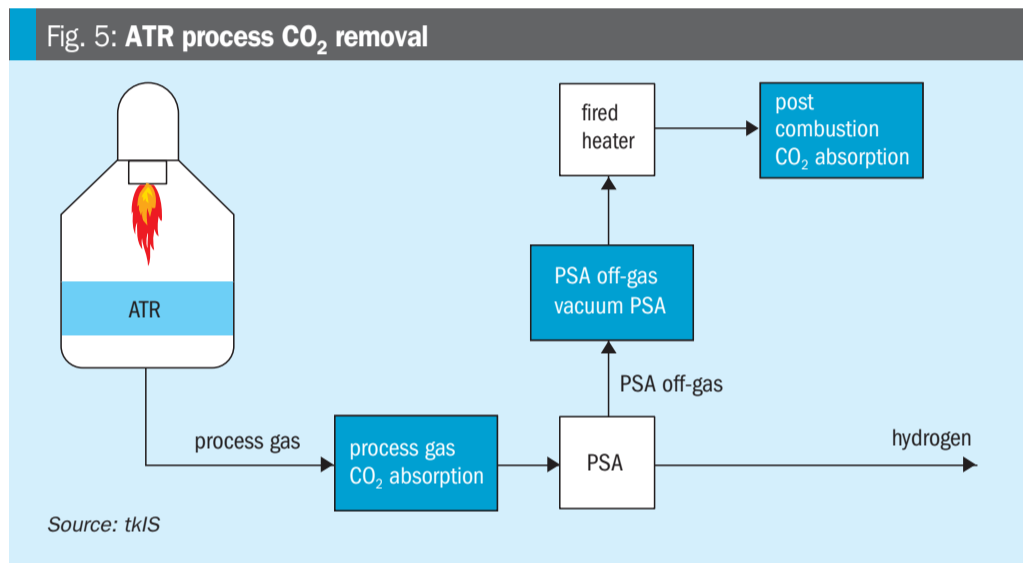 Fig. 5: ATR process CO₂ removal
fired
heater
post
combustion
CO₂ absorption
PSA off-gas
vacuum PSA
ATR
PSA off-gas
process gas
process gas
CO₂ absorption
PSA
hydrogen
Source: tkIS